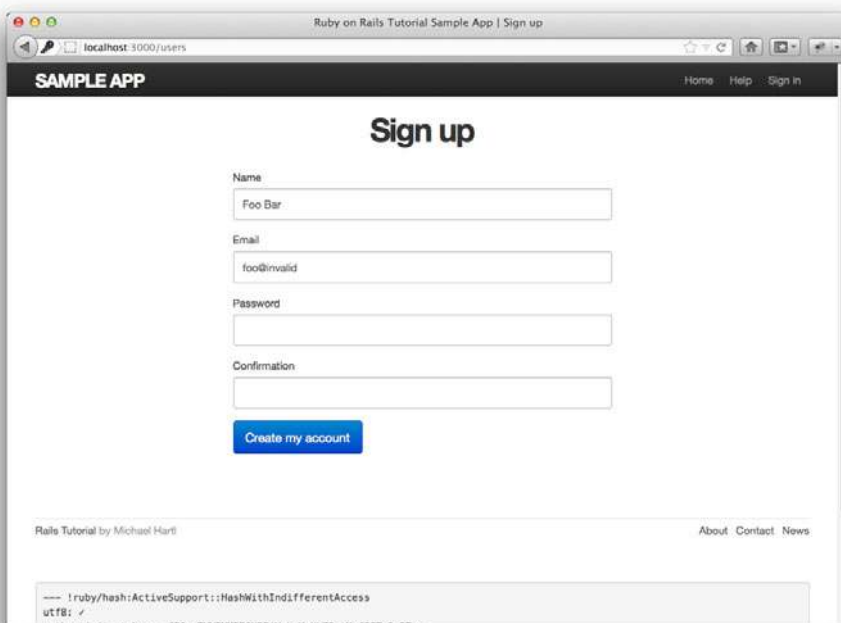 Ruby on Rails Tutorial Sample App | Sign up
localhost:3000/users
SAMPLE APP
Home Help Sign in
Sign up
Name
Foo Bar
Email
foo@invalid
Password
Confirmation
Create my account
Rails Tutorial by Michael Hartl
About Contact News
--- !ruby/hash:ActiveSupport::HashWithIndifferentAccess
utf8: ✓